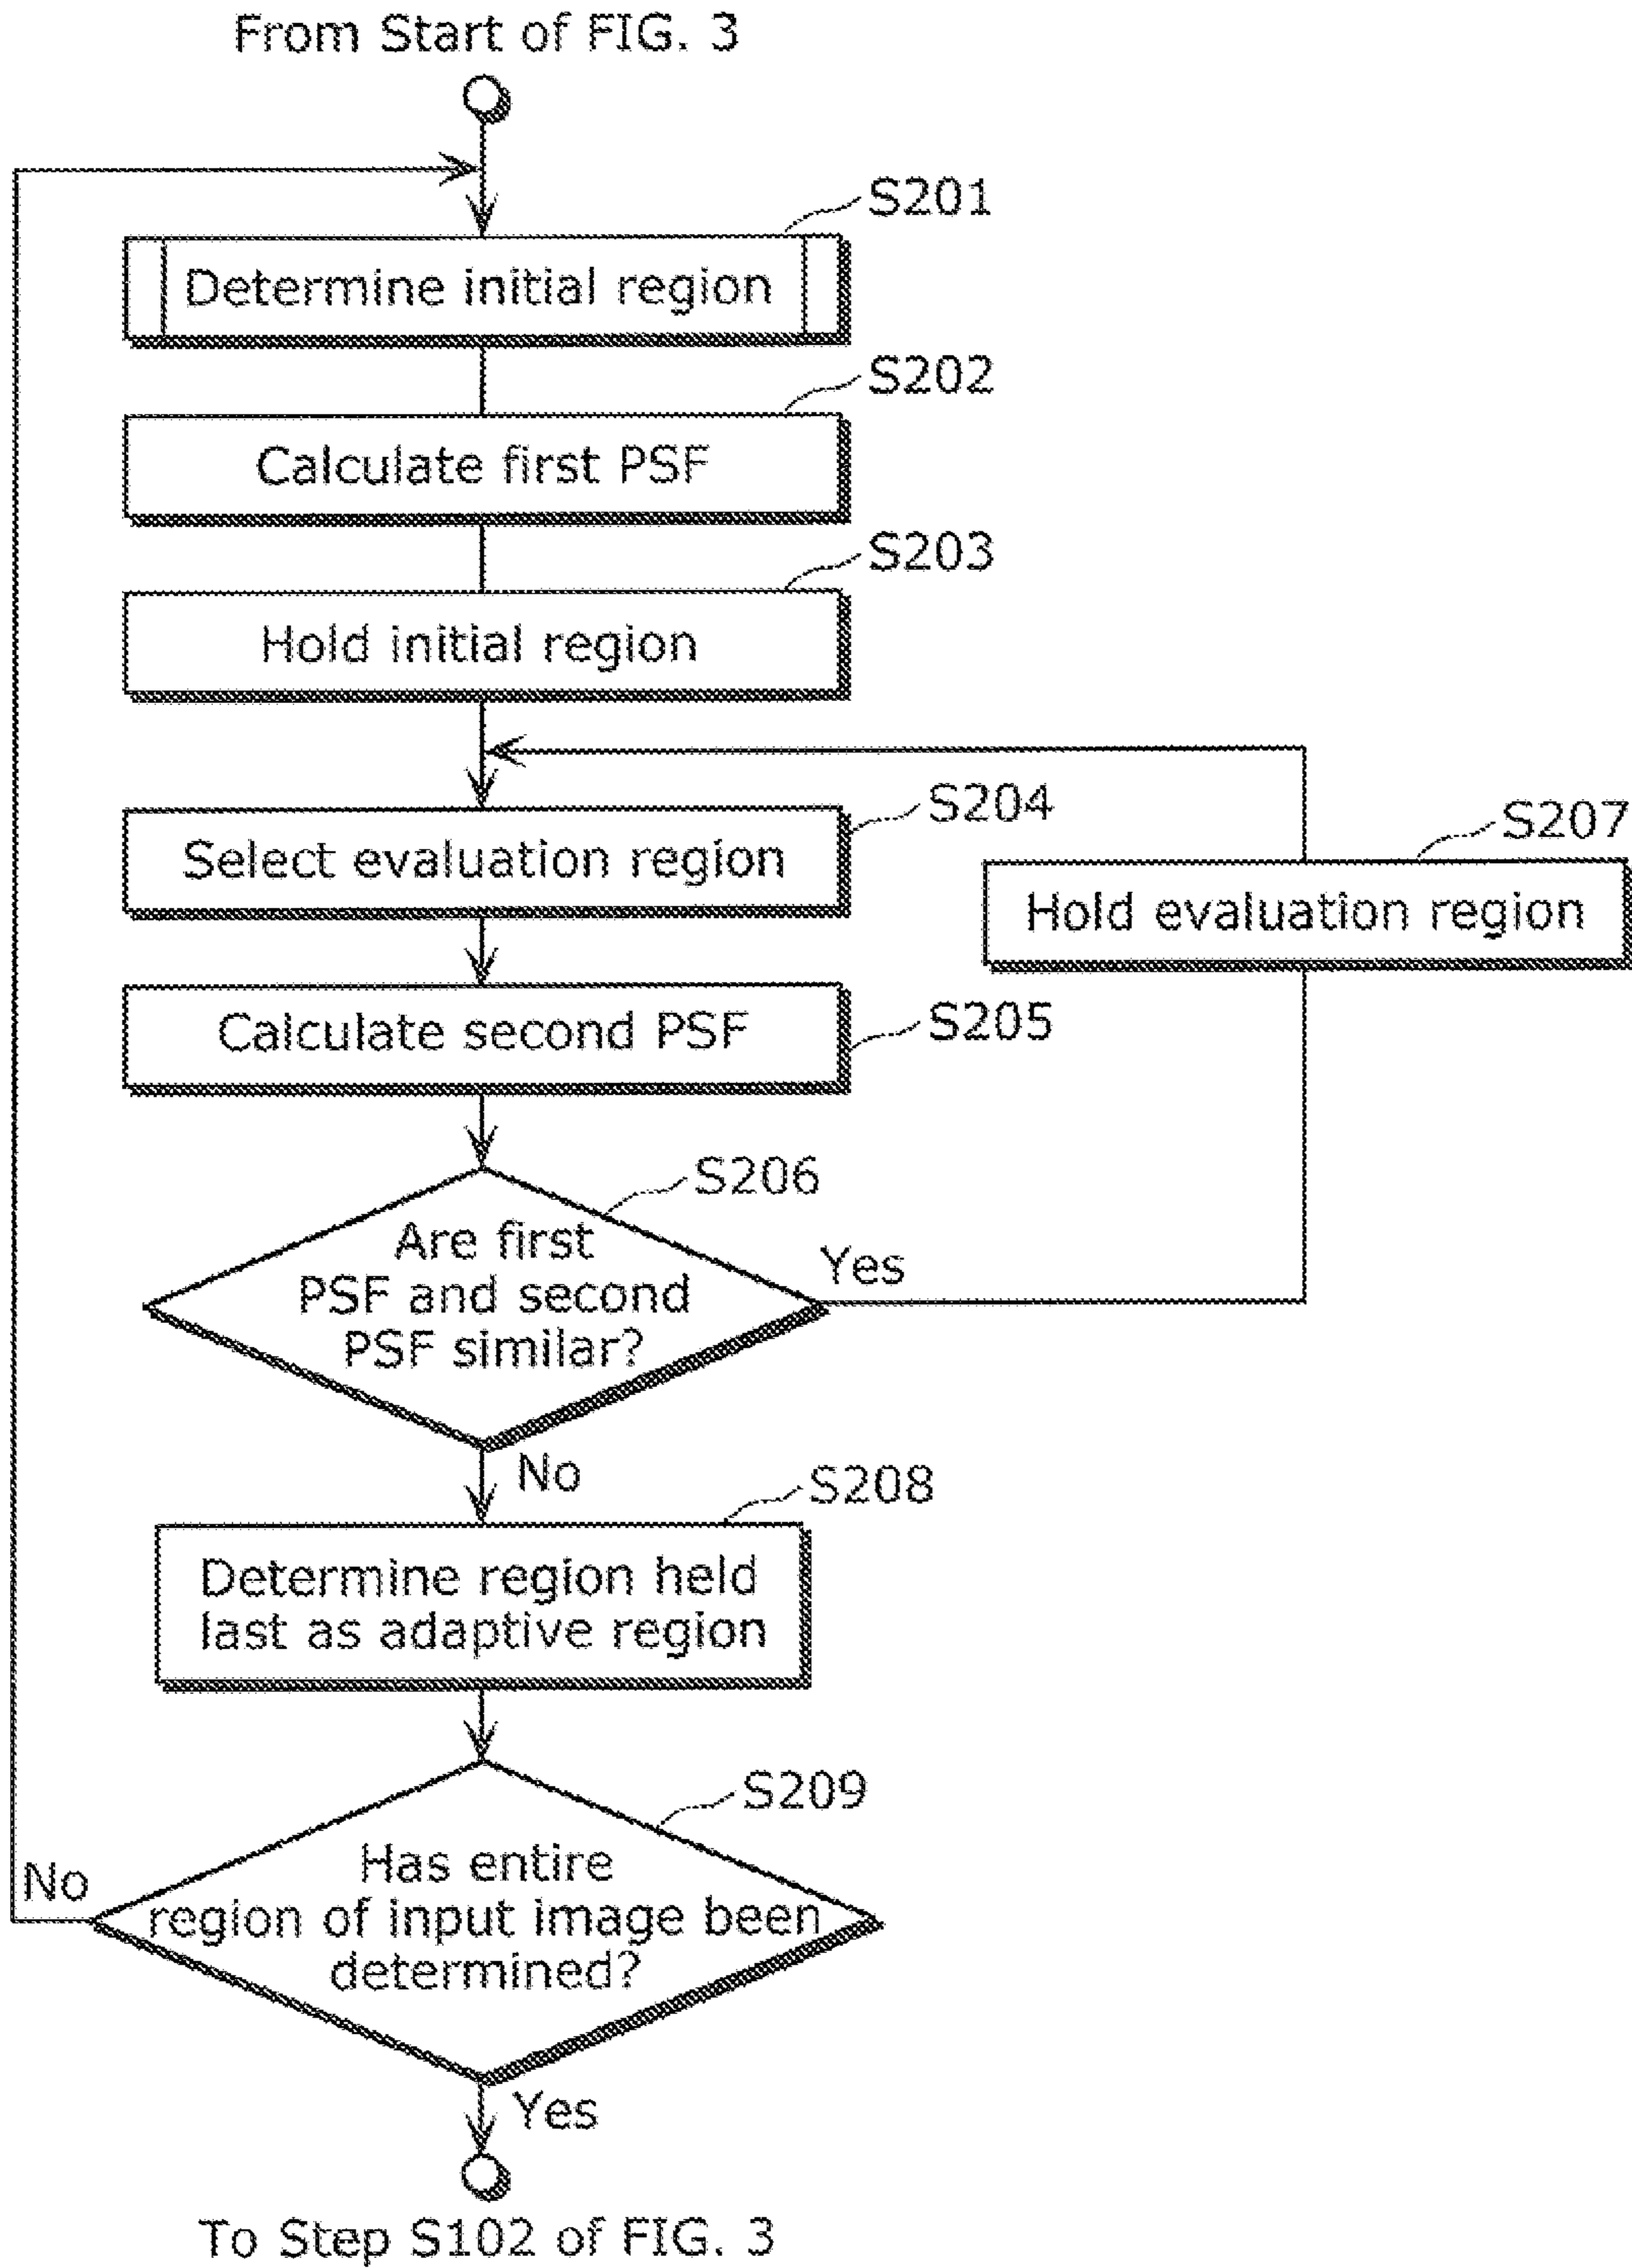 From Start of FIG. 3
S201
Determine initial region
S202
Calculate first PSF
S203
Hold initial region
S204
Select evaluation region
S207
Hold evaluation region
S205
Calculate second PSF
S206
Are first
PSF and second
PSF similar?
Yes
No
S208
Determine region held
last as adaptive region
S209
Has entire
region of input image been
determined?
No
Yes
To Step S102 of FIG. 3